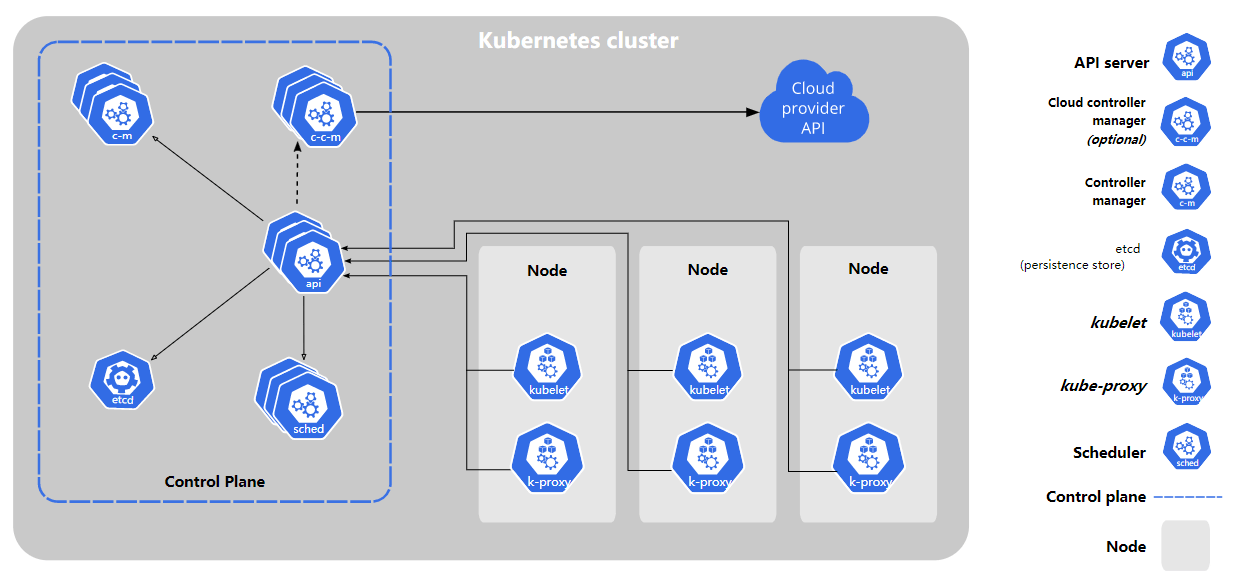 Kubernetes cluster
c-m
c-c-m
Cloud
provider
API
api
etcd
sched
Control Plane
Node
kubelet
k-proxy
Node
kubelet
k-proxy
Node
kubelet
k-proxy
API server
api
Cloud controller
manager
(optional)
c-c-m
Controller
manager
c-m
etcd
(persistence store)
etcd
kubelet
kubelet
kube-proxy
k-proxy
Scheduler
sched
Control plane
Node